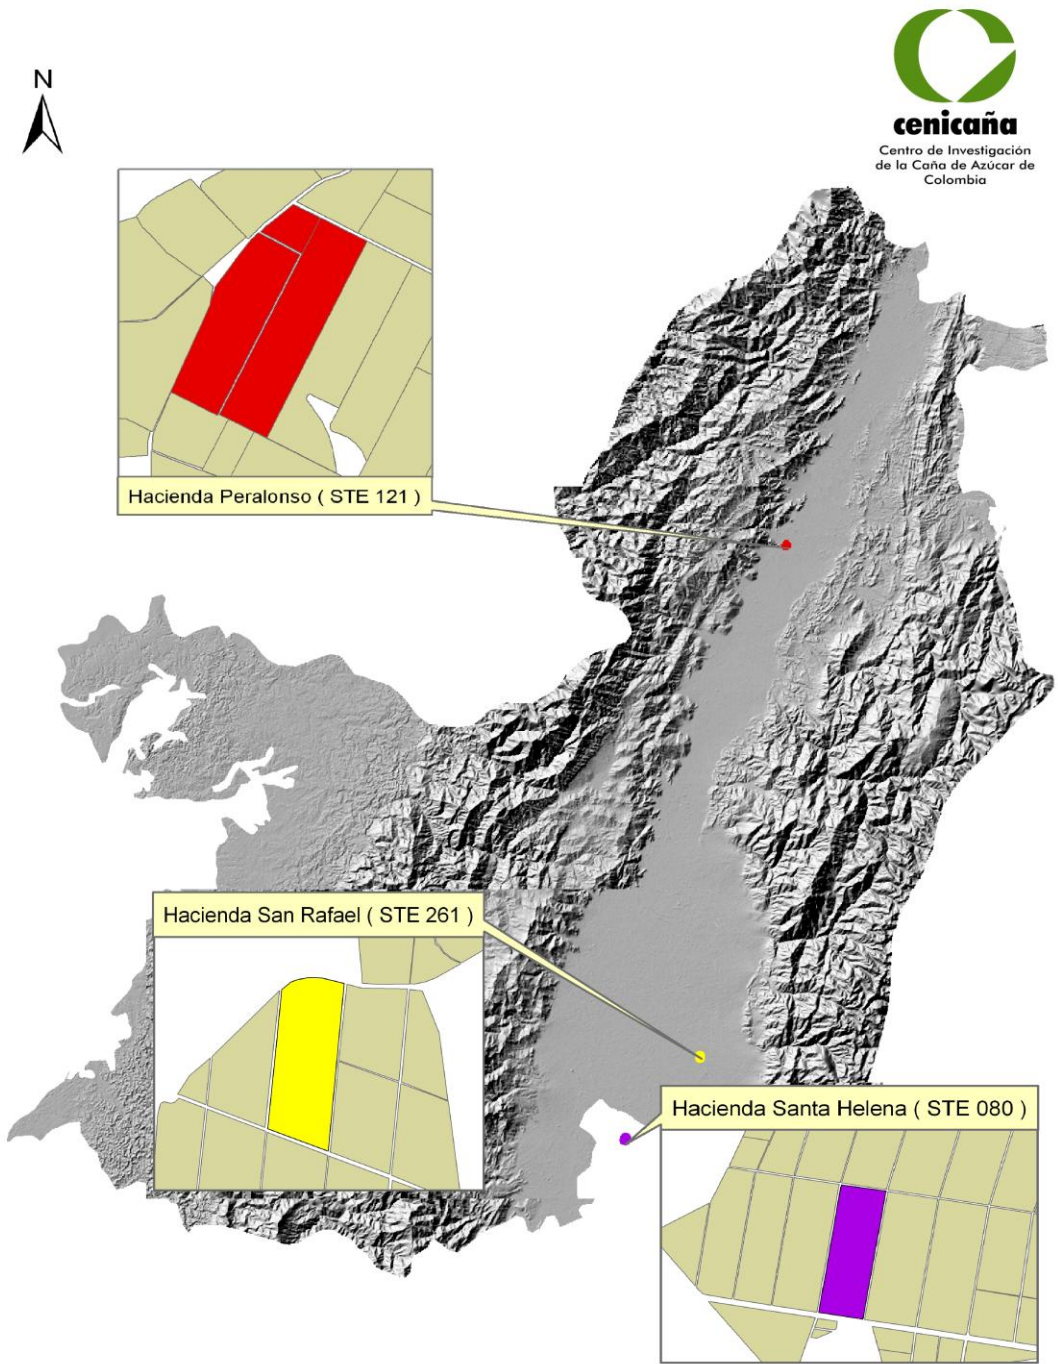 N
cenicaña
Centro de Investigación
de la Caña de Azúcar de
Colombia
Hacienda Peralonso ( STE 121 )
Hacienda San Rafael ( STE 261 )
Hacienda Santa Helena ( STE 080 )